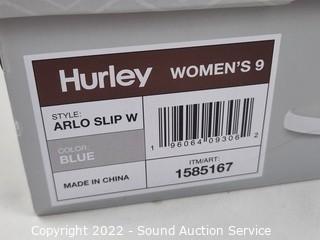 Hurley WOMEN'S 9
STYLE:
ARLO SLIP W
COLOR:
BLUE
MADE IN CHINA
1 96064 09306 2
ITM/ART:
1585167
Copyright ~ 2022 - Sound Auction Service